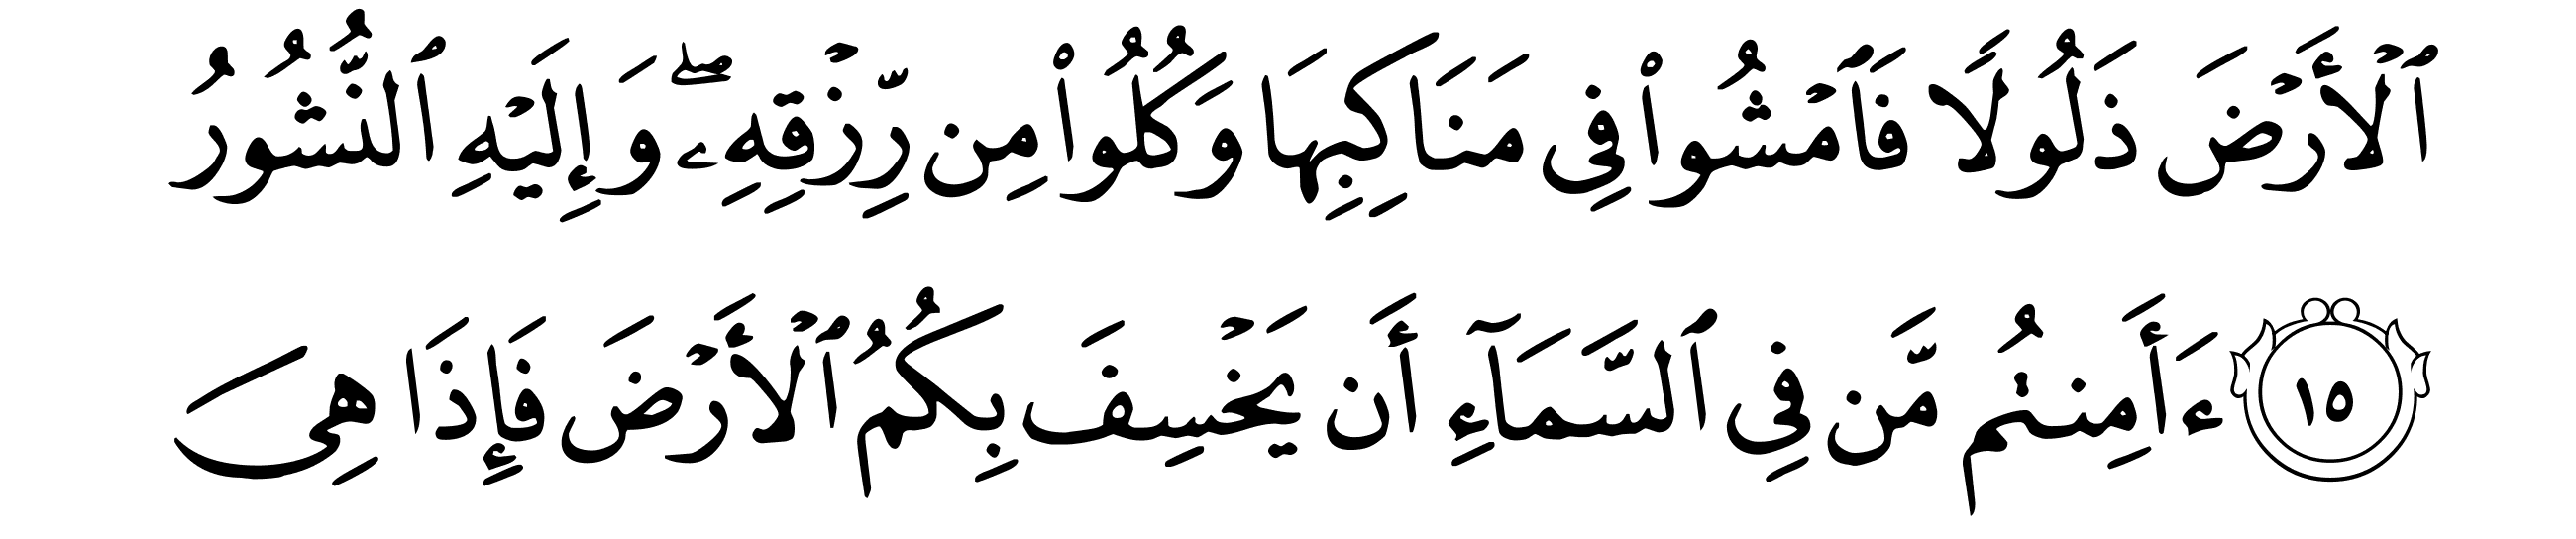 ٱلۡأَرۡضَ ذَلُولٗا فَٱمۡشُواْ فِي مَنَاكِبِهَا وَكُلُواْ مِن رِّزۡقِهِۦۖ وَإِلَيۡهِ ٱلنُّشُورُ
١٥ ءَأَمِنتُم مَّن فِي ٱلسَّمَآءِ أَن يَخۡسِفَ بِكُمُ ٱلۡأَرۡضَ فَإِذَا هِيَ